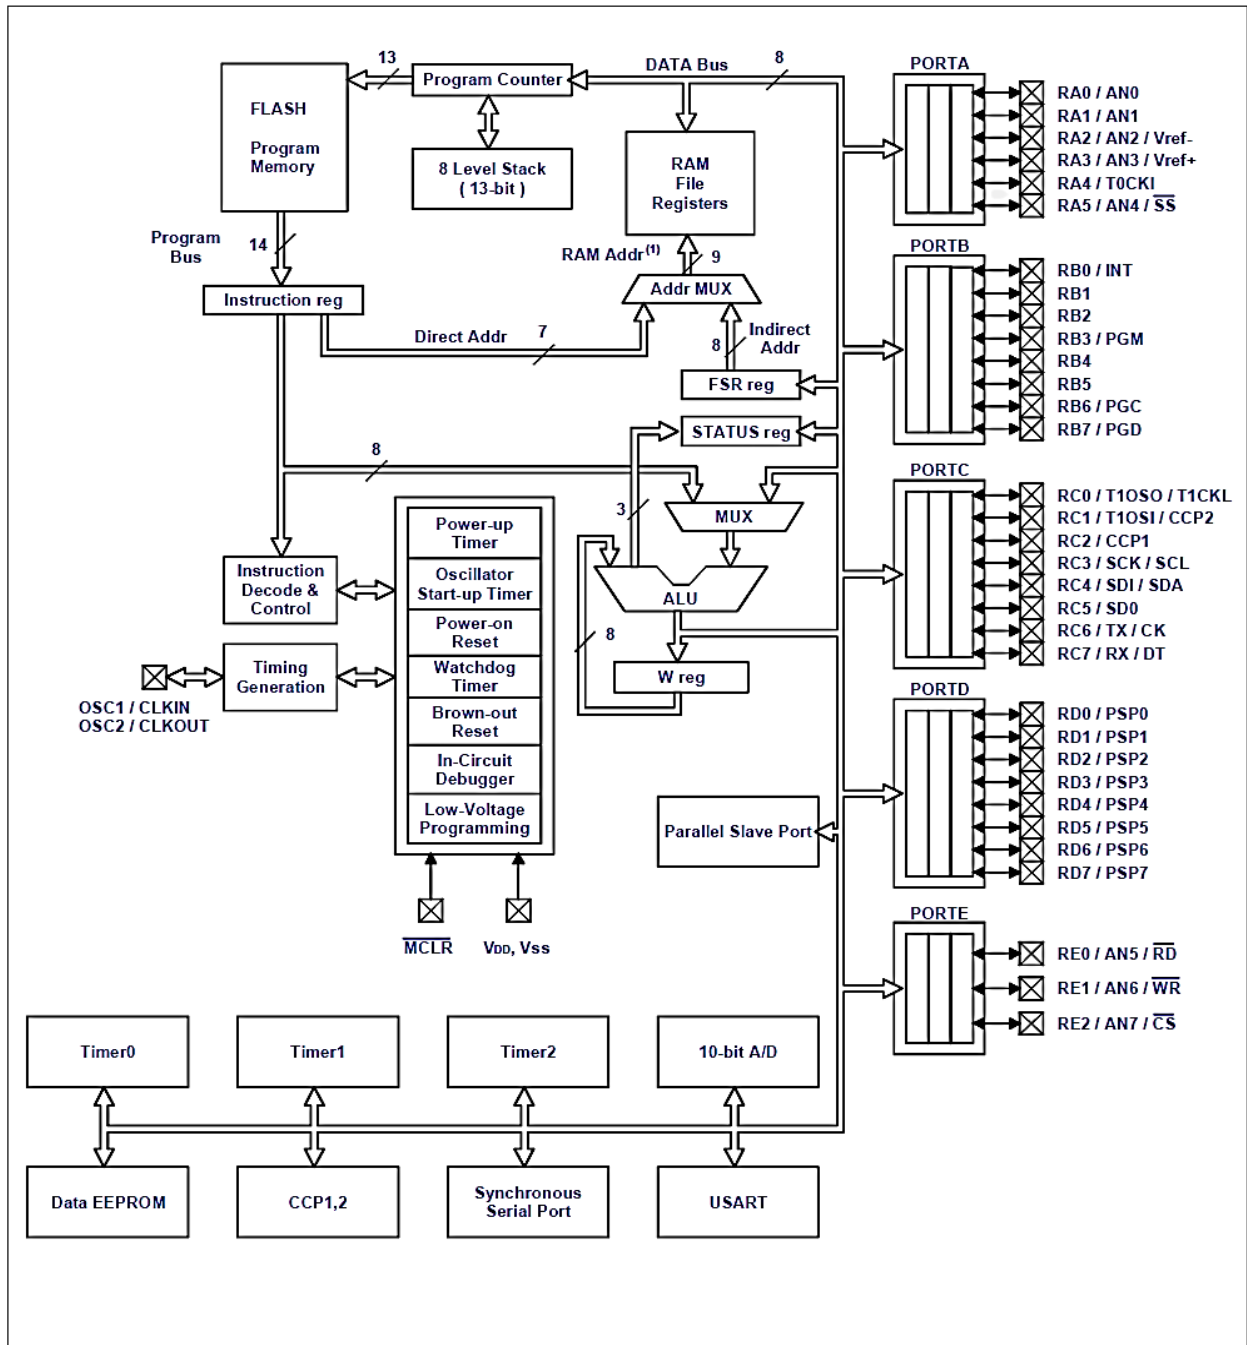 13
Program Counter
DATA Bus
8
FLASH
Program
Memory
8 Level Stack
( 13-bit )
RAM
File
Registers
Program
Bus
14
RAM Addr(1)
9
Addr MUX
Instruction reg
Direct Addr
7
8
Indirect
Addr
FSR reg
STATUS reg
8
3
MUX
ALU
8
W reg
Power-up
Timer
Oscillator
Start-up Timer
Power-on
Reset
Watchdog
Timer
Brown-out
Reset
In-Circuit
Debugger
Low-Voltage
Programming
Instruction
Decode &
Control
Timing
Generation
OSC1 / CLKIN
OSC2 / CLKOUT
MCLR
VDD, Vss
Parallel Slave Port
PORTA
RA0 / AN0
RA1 / AN1
RA2 / AN2 / Vref-
RA3 / AN3 / Vref+
RA4 / T0CKI
RA5 / AN4 / SS
PORTB
RB0 / INT
RB1
RB2
RB3 / PGM
RB4
RB5
RB6 / PGC
RB7 / PGD
PORTC
RC0 / T1OSO / T1CKL
RC1 / T1OSI / CCP2
RC2 / CCP1
RC3 / SCK / SCL
RC4 / SDI / SDA
RC5 / SD0
RC6 / TX / CK
RC7 / RX / DT
PORTD
RD0 / PSP0
RD1 / PSP1
RD2 / PSP2
RD3 / PSP3
RD4 / PSP4
RD5 / PSP5
RD6 / PSP6
RD7 / PSP7
PORTE
RE0 / AN5 / RD
RE1 / AN6 / WR
RE2 / AN7 / CS
Timer0
Timer1
Timer2
10-bit A/D
Data EEPROM
CCP1,2
Synchronous
Serial Port
USART